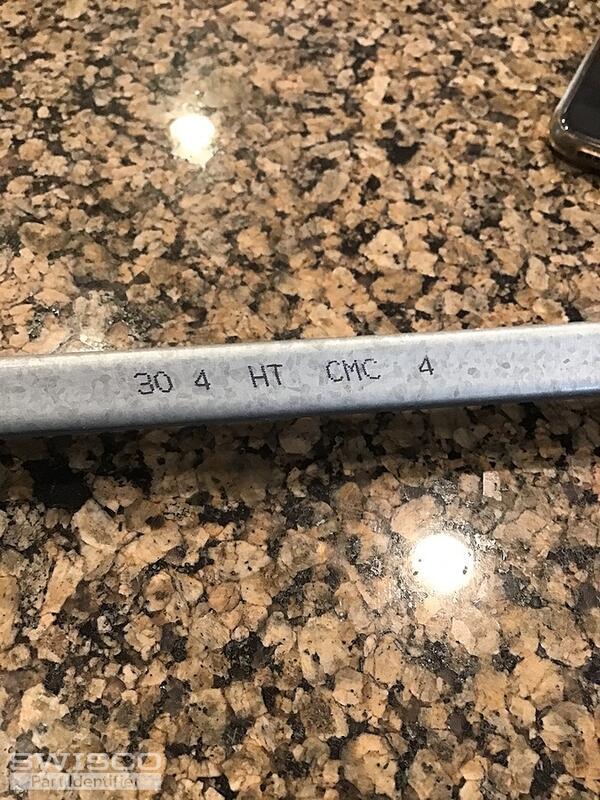 30 4 HT CMC 4
SWISCO
Part Identifier